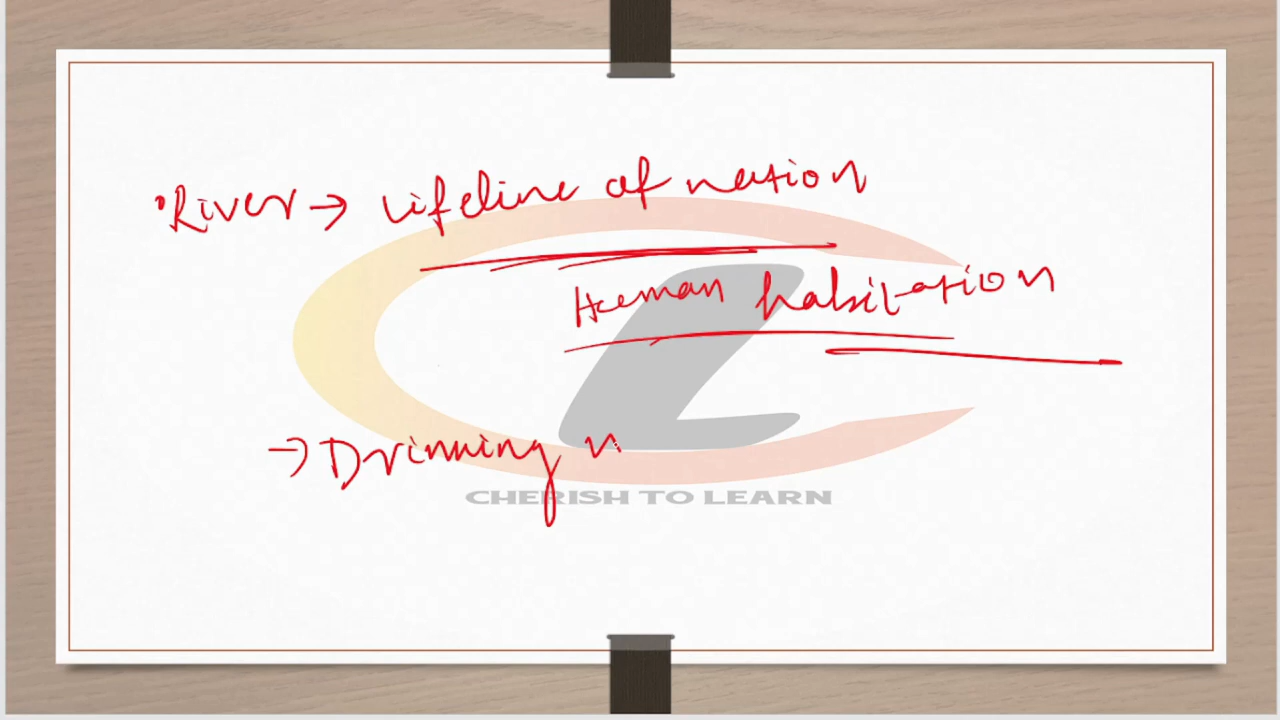 • River → Lifeline of nation
Human habitation
→ Drinking
CHERISH TO LEARN